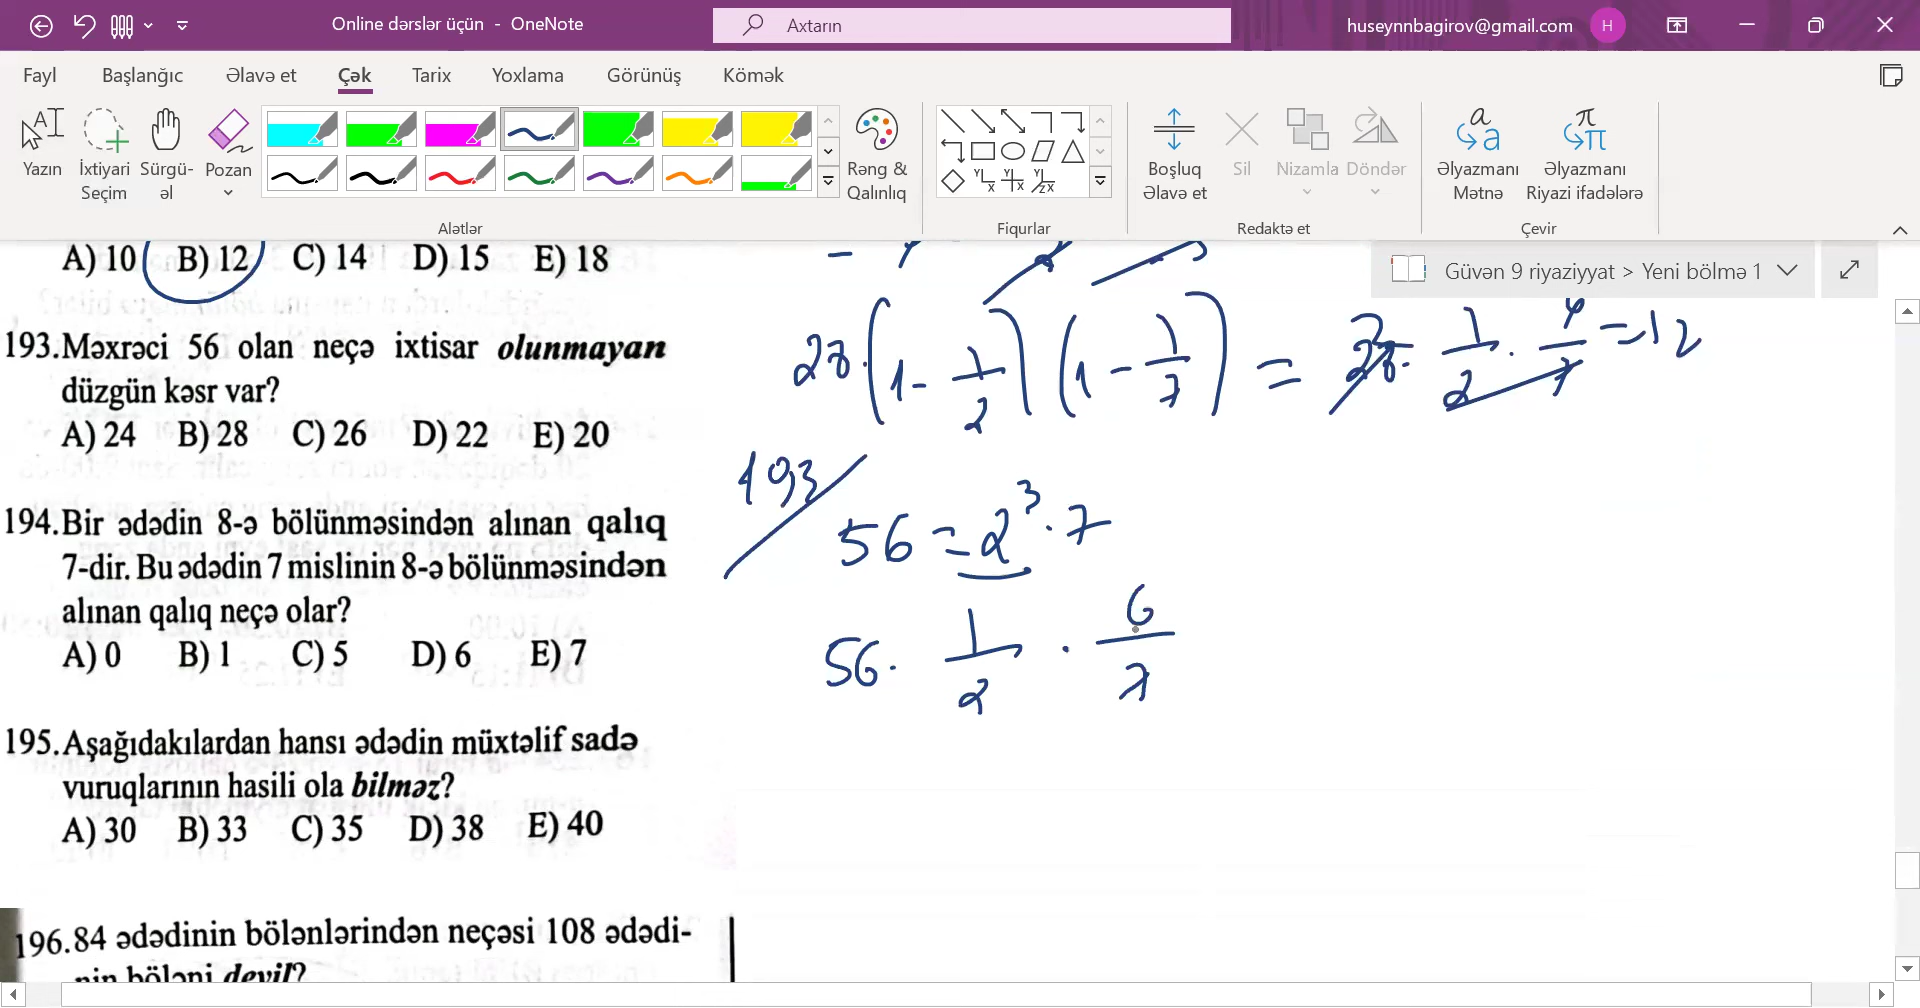 Online dərslər üçün - OneNote
Axtarın
huseynnbagirov@gmail.com
H
Fayl Başlanğıc Əlavə et Çək Tarix Yoxlama Görünüş Kömək
Yazın
İxtiyari Seçim
Sürgü-əl
Pozan
Rəng & Qalınlıq
Boşluq Əlavə et
Sil
Nizamla
Döndər
Əlyazmanı Mətnə
Əlyazmanı Riyazi ifadələrə
Alətlər
Fiqurlar
Redaktə et
Çevir
Güvən 9 riyaziyyat > Yeni bölmə 1
A) 10 B) 12 C) 14 D) 15 E) 18
193. Məxrəci 56 olan neçə ixtisar olunmayan
düzgün kəsr var?
A) 24 B) 28 C) 26 D) 22 E) 20
194. Bir ədədin 8-ə bölünməsindən alınan qalıq
7-dir. Bu ədədin 7 mislinin 8-ə bölünməsindən
alınan qalıq neçə olar?
A) 0 B) 1 C) 5 D) 6 E) 7
195. Aşağıdakılardan hansı ədədin müxtəlif sadə
vuruqlarının hasili ola bilməz?
A) 30 B) 33 C) 35 D) 38 E) 40
196. 84 ədədinin bölənlərindən neçəsi 108 ədədi-
nin böləni deyil?
28 · (1 - 1/2) (1 - 1/7) =
= 12
193
56 = 2³ · 7
56 · 1/2 · 6/7